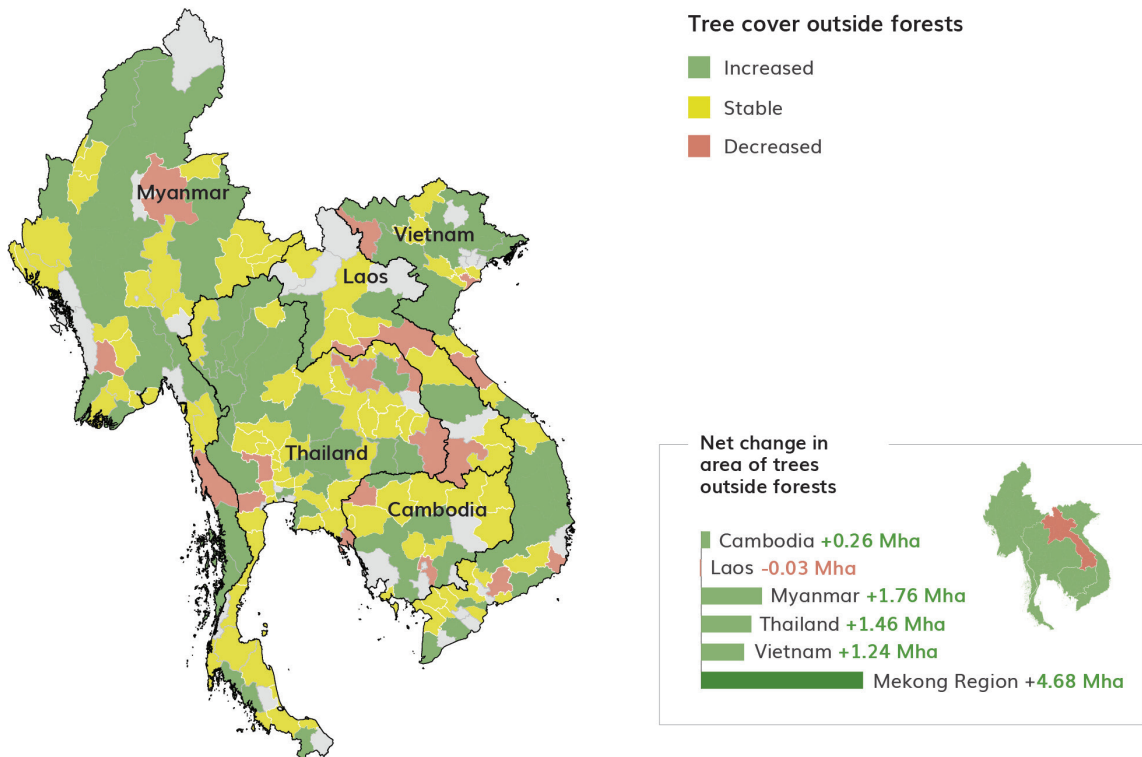 Tree cover outside forests
Increased
Stable
Decreased
Myanmar
Vietnam
Laos
Thailand
Cambodia
Net change in
area of trees
outside forests
Cambodia +0.26 Mha
Laos -0.03 Mha
Myanmar +1.76 Mha
Thailand +1.46 Mha
Vietnam +1.24 Mha
Mekong Region +4.68 Mha